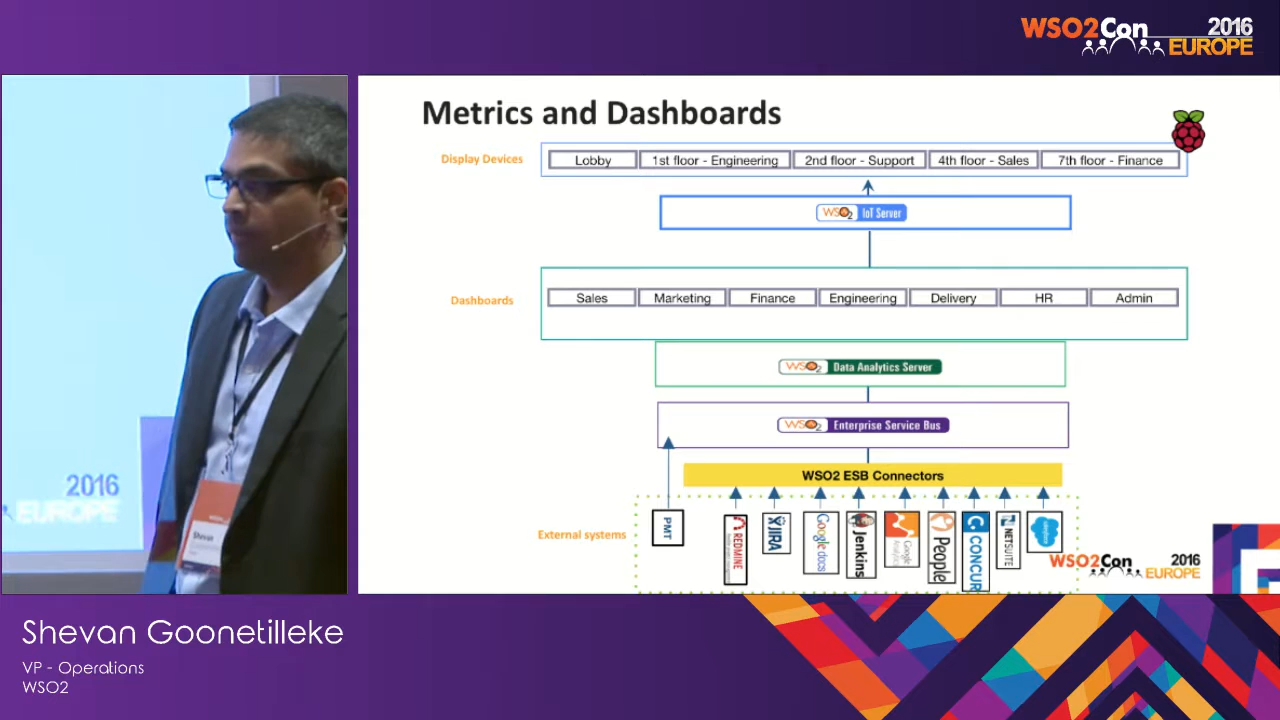 WSO2Con 2016
EUROPE
Metrics and Dashboards
Display Devices
Lobby
1st floor - Engineering
2nd floor - Support
4th floor - Sales
7th floor - Finance
WSO2 IoT Server
Dashboards
Sales
Marketing
Finance
Engineering
Delivery
HR
Admin
WSO2 Data Analytics Server
WSO2 Enterprise Service Bus
WSO2 ESB Connectors
External systems
PMT
REDMINE
JIRA
Google docs
Jenkins
Google
People
CONCUR
NETSUITE
salesforce
WSO2Con 2016
EUROPE
2016
EUROPE
Shevan
Shevan Goonetilleke
VP - Operations
WSO2